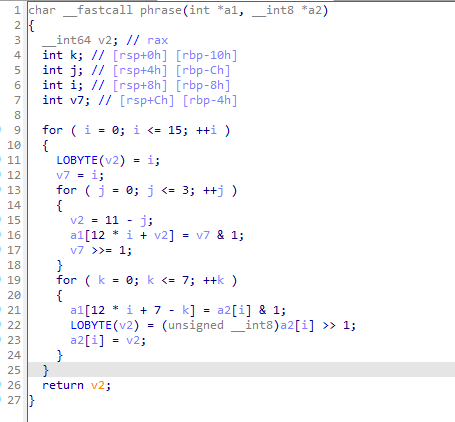 1 char __fastcall phrase(int *a1, __int8 *a2)
2 {
3   __int64 v2; // rax
4   int k; // [rsp+0h] [rbp-10h]
5   int j; // [rsp+4h] [rbp-Ch]
6   int i; // [rsp+8h] [rbp-8h]
7   int v7; // [rsp+Ch] [rbp-4h]
8
9   for ( i = 0; i <= 15; ++i )
10   {
11     LOBYTE(v2) = i;
12     v7 = i;
13     for ( j = 0; j <= 3; ++j )
14     {
15       v2 = 11 - j;
16       a1[12 * i + v2] = v7 & 1;
17       v7 >>= 1;
18     }
19     for ( k = 0; k <= 7; ++k )
20     {
21       a1[12 * i + 7 - k] = a2[i] & 1;
22       LOBYTE(v2) = (unsigned __int8)a2[i] >> 1;
23       a2[i] = v2;
24     }
25   }
26   return v2;
27 }